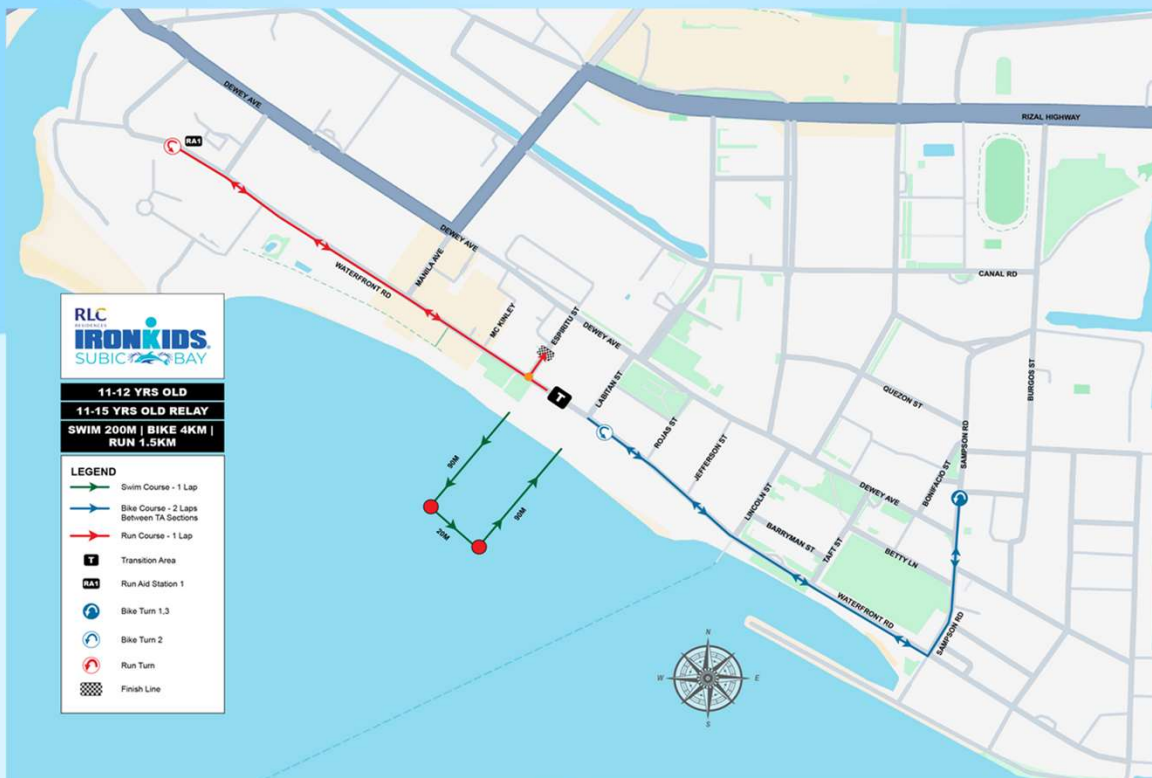 DEWEY AVE
RIZAL HIGHWAY
RA1
DEWEY AVE
MANILA AVE
WATERFRONT RD
CANAL RD
MC KINLEY
ESPIRITU ST
DEWEY AVE
LABITAN ST
T
ROJAS ST
JEFFERSON ST
LINCOLN ST
BARRYMAN ST
TAFT ST
DEWEY AVE
BONIFACIO ST
SAMPSON RD
QUEZON ST
BURGOS ST
BETTY LN
WATERFRONT RD
SAMPSON RD
90M
20M
90M
N
W
E
S
RLC
RESIDENCES
IRONKIDS
SUBIC BAY
11-12 YRS OLD
11-15 YRS OLD RELAY
SWIM 200M | BIKE 4KM |
RUN 1.5KM
LEGEND
Swim Course - 1 Lap
Bike Course - 2 Laps
Between TA Sections
Run Course - 1 Lap
T Transition Area
RA1 Run Aid Station 1
Bike Turn 1,3
Bike Turn 2
Run Turn
Finish Line